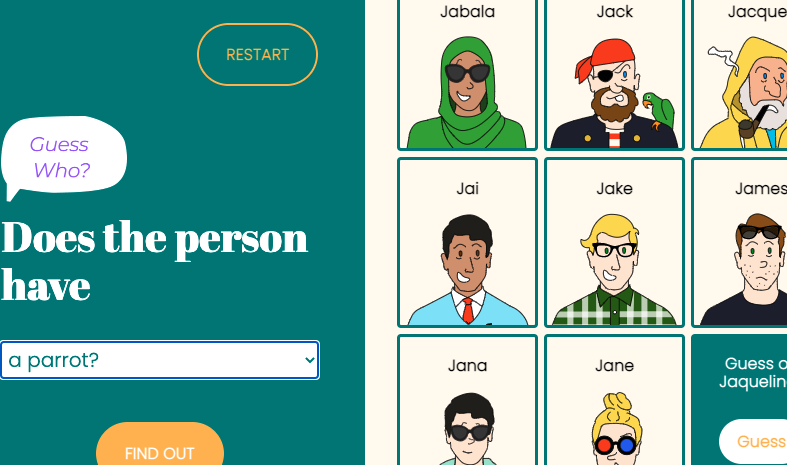 RESTART
Guess
Who?
Does the person
have
a parrot?
FIND OUT
Jabala
Jack
Jacque
Jai
Jake
James
Jana
Jane
Guess o
Jaquelin
Guess